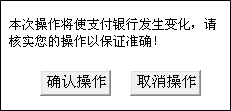 本次操作将使支付银行发生变化，请
核实您的操作以保证准确！
确认操作 取消操作